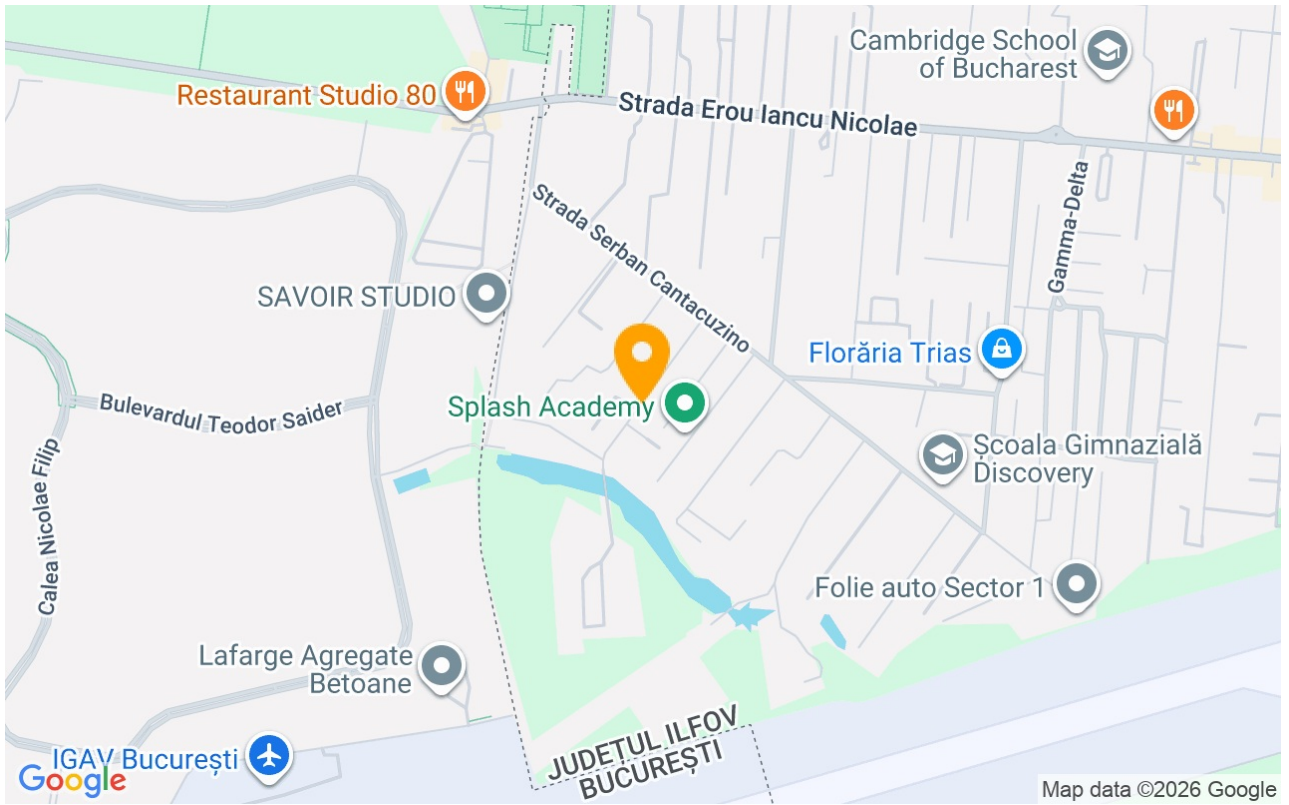 Cambridge School
of Bucharest
Restaurant Studio 80
Strada Erou Iancu Nicolae
Strada Serban Cantacuzino
Gamma-Delta
SAVOIR STUDIO
Florăria Trias
Splash Academy
Bulevardul Teodor Saider
Calea Nicolae Filip
Școala Gimnazială
Discovery
Folie auto Sector 1
Lafarge Agregate
Betoane
JUDEȚUL ILFOV
BUCUREȘTI
IGAV București
Google
Map data ©2026 Google